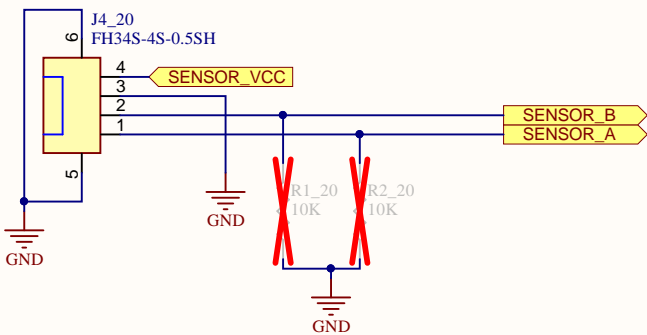 J4_20
FH34S-4S-0.5SH
6
4
SENSOR_VCC
3
2
SENSOR_B
1
SENSOR_A
5
R1_20
R2_20
10K
10K
GND
GND
GND